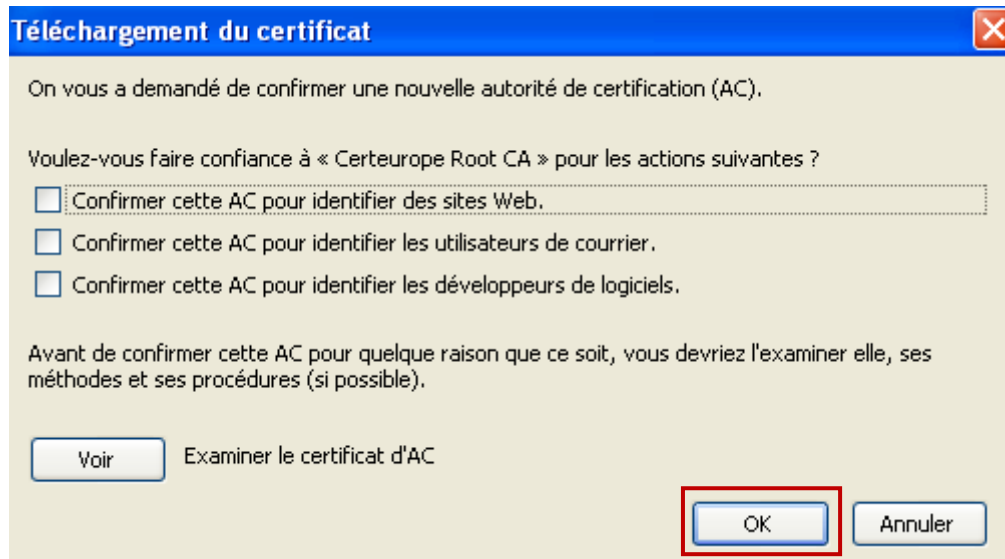 Téléchargement du certificat
On vous a demandé de confirmer une nouvelle autorité de certification (AC).
Voulez-vous faire confiance à « Certeurope Root CA » pour les actions suivantes ?
Confirmer cette AC pour identifier des sites Web.
Confirmer cette AC pour identifier les utilisateurs de courrier.
Confirmer cette AC pour identifier les développeurs de logiciels.
Avant de confirmer cette AC pour quelque raison que ce soit, vous devriez l'examiner elle, ses
méthodes et ses procédures (si possible).
Voir Examiner le certificat d'AC
OK Annuler